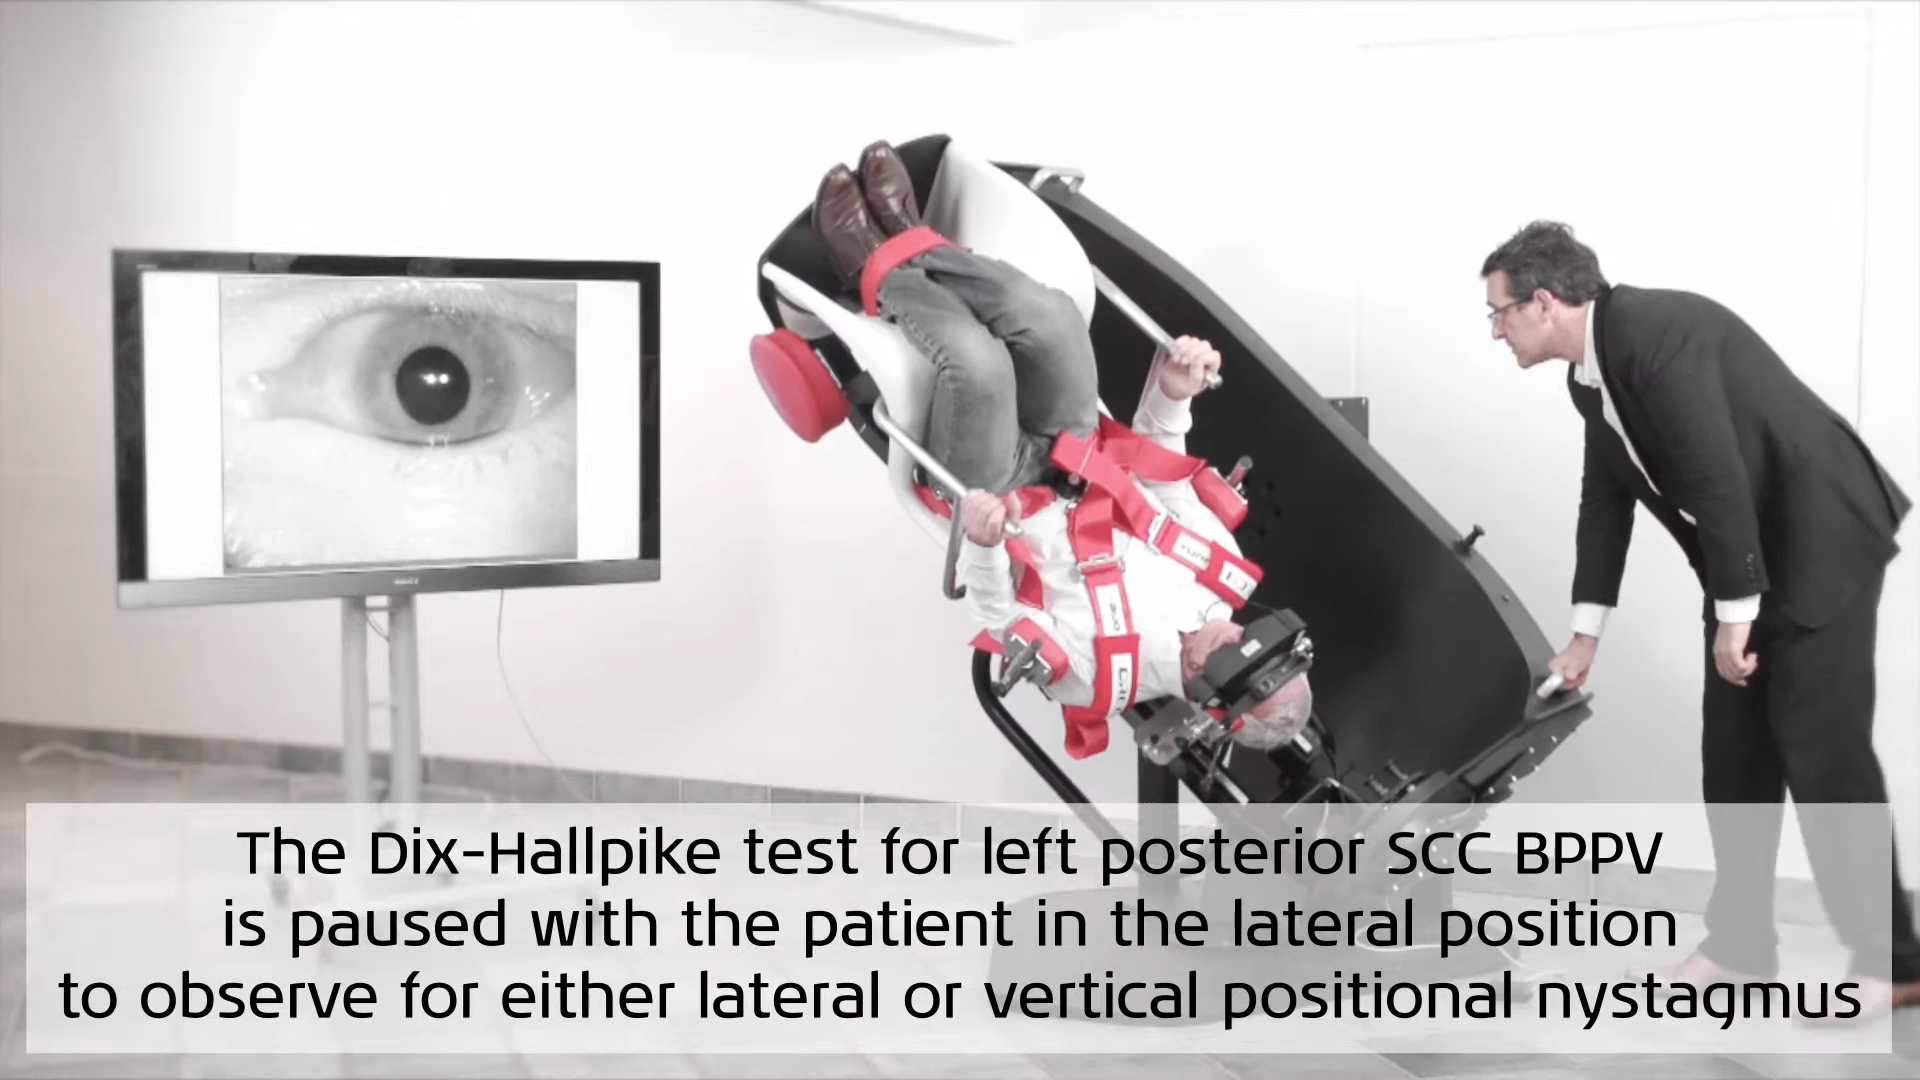 The Dix-Hallpike test for left posterior SCC BPPV
is paused with the patient in the lateral position
to observe for either lateral or vertical positional nystagmus